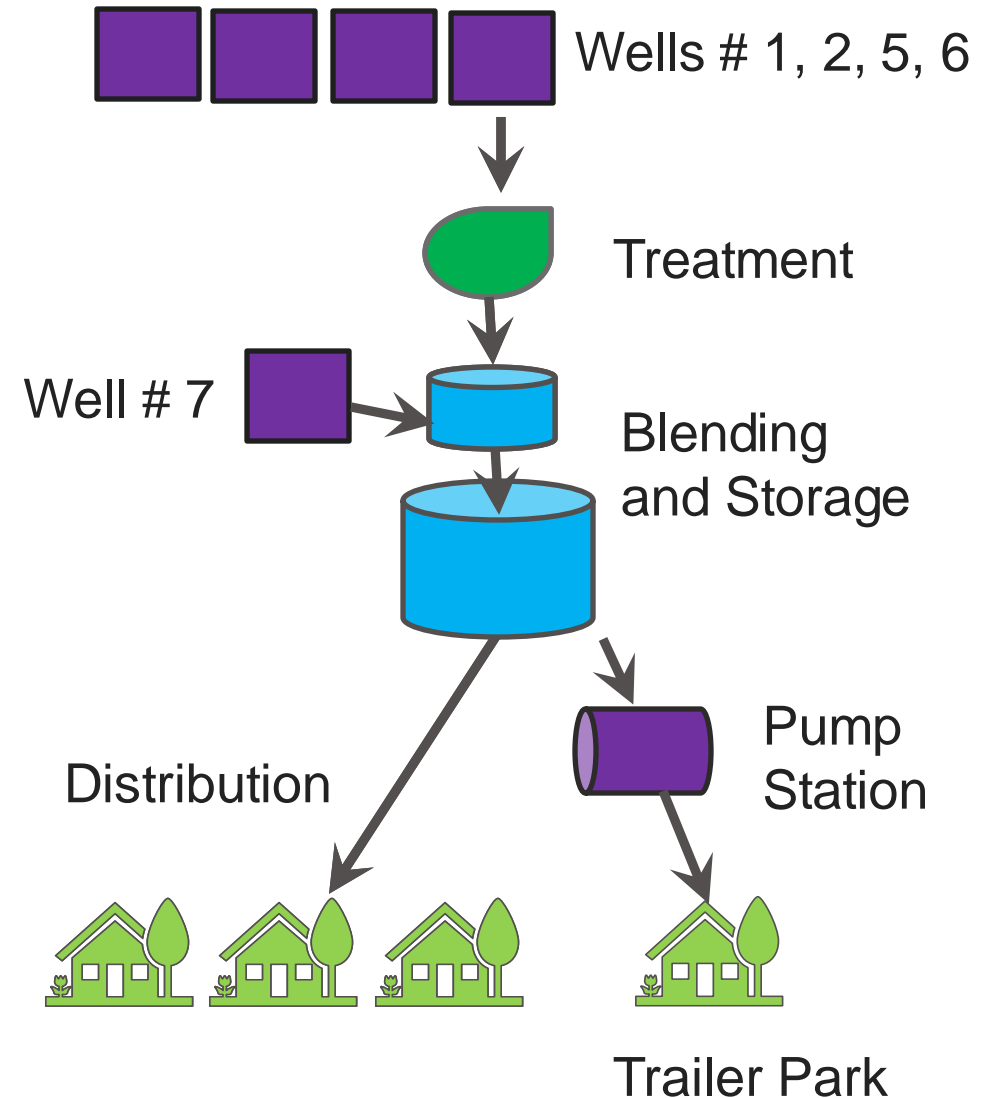 Wells # 1, 2, 5, 6
Treatment
Well # 7
Blending
and Storage
Pump
Station
Distribution
Trailer Park